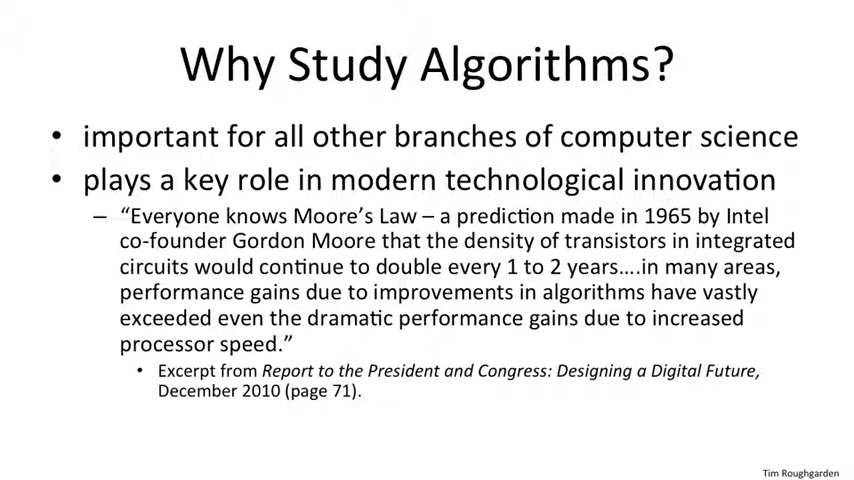 Why Study Algorithms?
• important for all other branches of computer science
• plays a key role in modern technological innovation
– “Everyone knows Moore’s Law – a prediction made in 1965 by Intel
co-founder Gordon Moore that the density of transistors in integrated
circuits would continue to double every 1 to 2 years….in many areas,
performance gains due to improvements in algorithms have vastly
exceeded even the dramatic performance gains due to increased
processor speed.”
• Excerpt from Report to the President and Congress: Designing a Digital Future,
December 2010 (page 71).
Tim Roughgarden